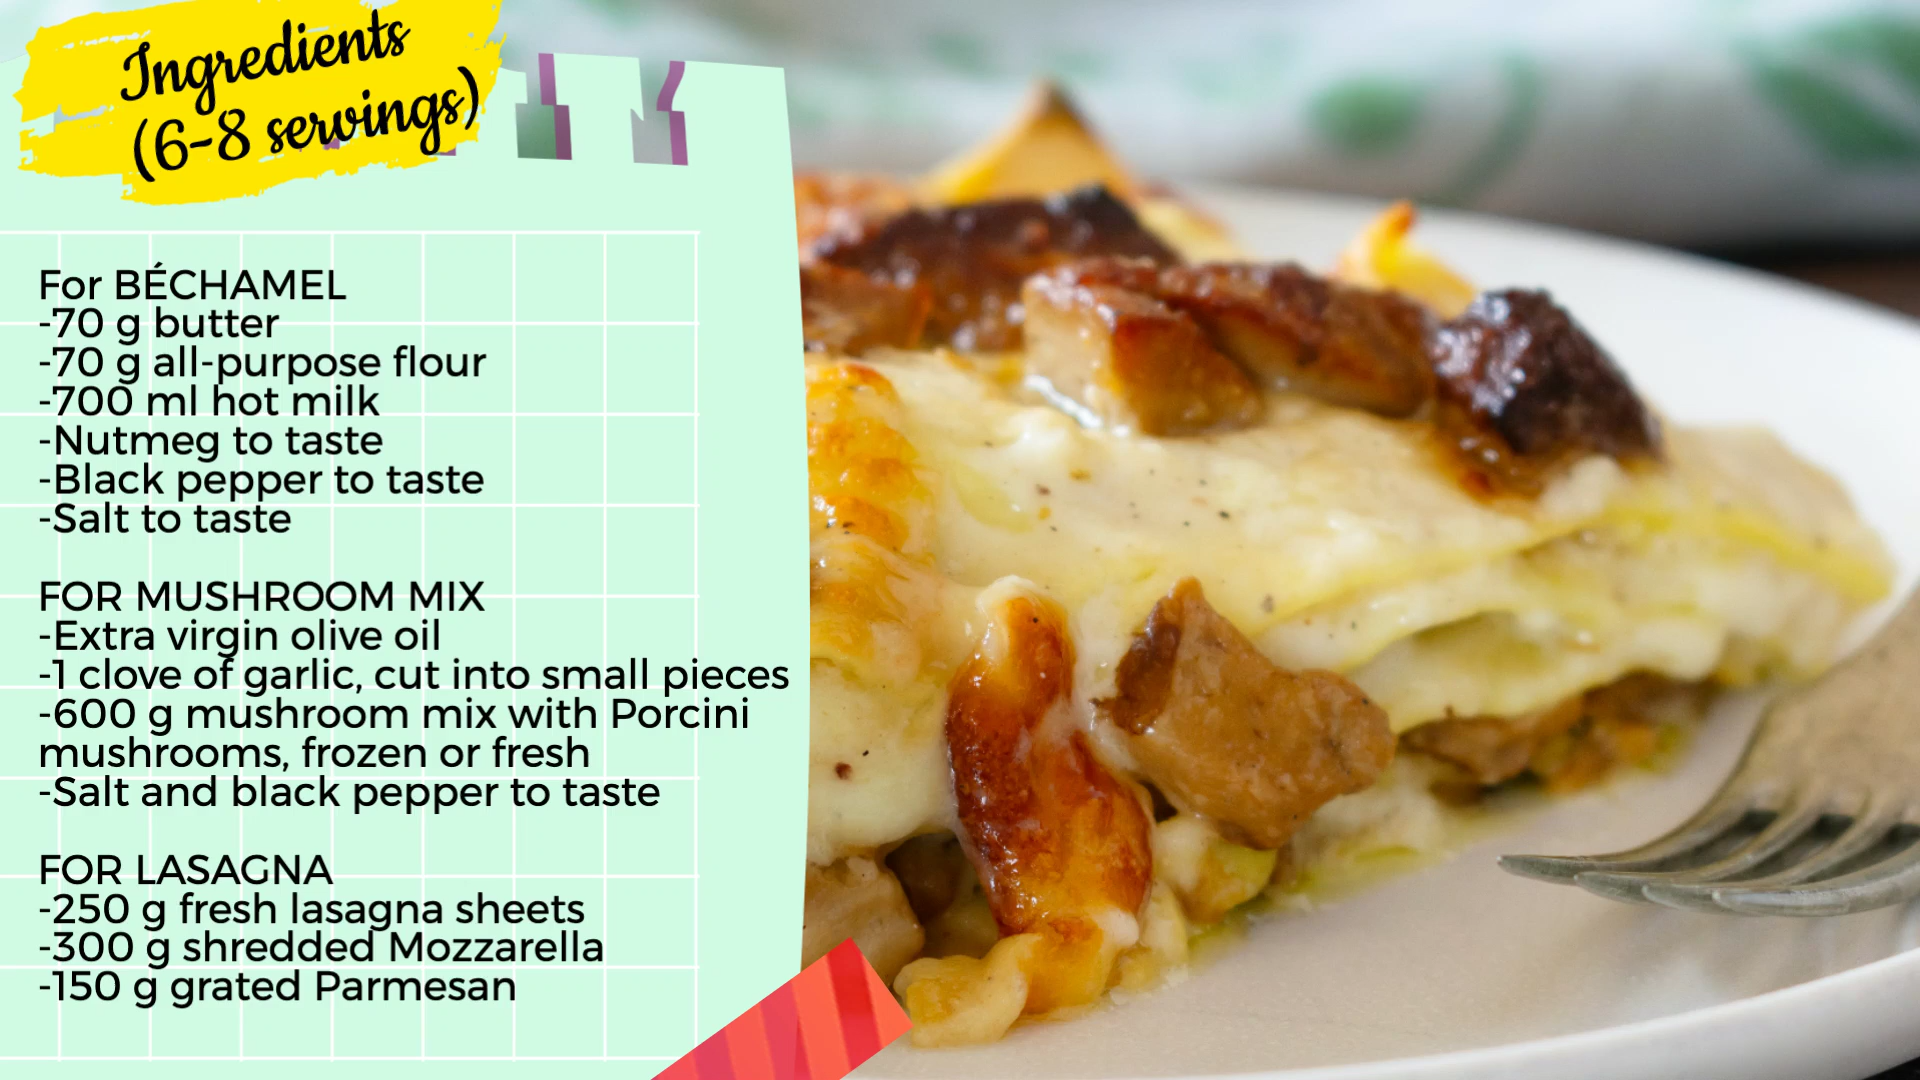 Ingredients
(6-8 servings)
For BÉCHAMEL
-70 g butter
-70 g all-purpose flour
-700 ml hot milk
-Nutmeg to taste
-Black pepper to taste
-Salt to taste
FOR MUSHROOM MIX
-Extra virgin olive oil
-1 clove of garlic, cut into small pieces
-600 g mushroom mix with Porcini
mushrooms, frozen or fresh
-Salt and black pepper to taste
FOR LASAGNA
-250 g fresh lasagna sheets
-300 g shredded Mozzarella
-150 g grated Parmesan